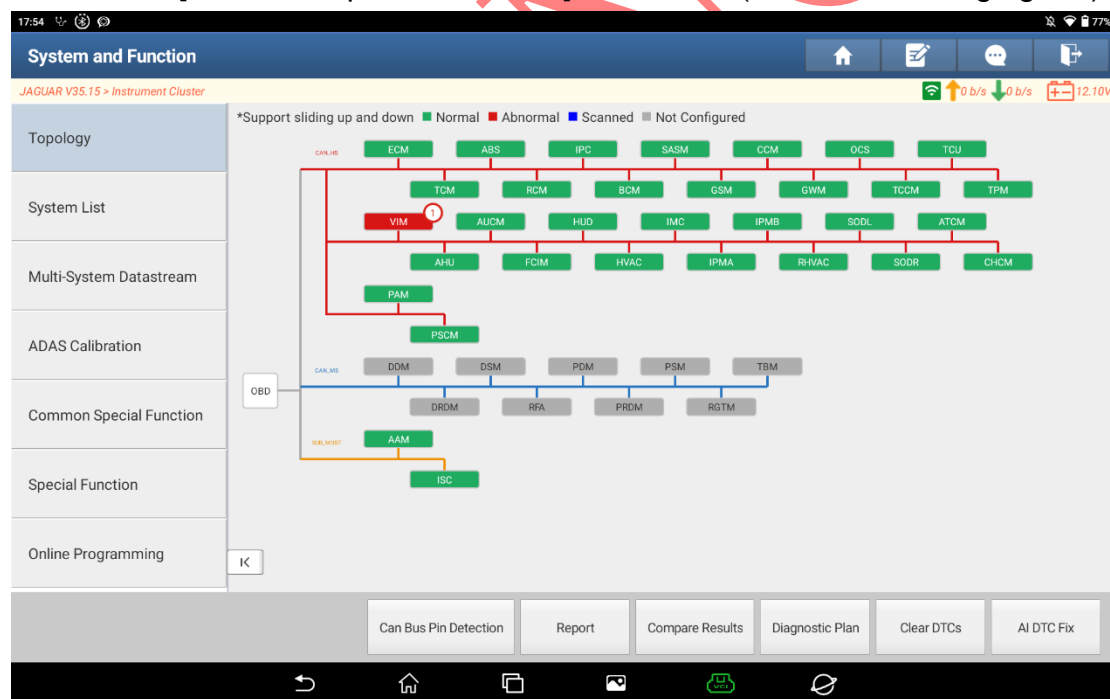 17:54 77%
System and Function
JAGUAR V35.15 > Instrument Cluster 0 b/s 0 b/s 12.10V
*Support sliding up and down Normal Abnormal Scanned Not Configured
Topology
System List
Multi-System Datastream
ADAS Calibration
Common Special Function
Special Function
Online Programming
OBD
CAN_HS ECM ABS IPC SASM CCM OCS TCU
TCM RCM BCM GSM GWM TCCM TPM
VIM 1 AUCM HUD IMC IPMB SODL ATCM
AHU FCIM HVAC IPMA RHVAC SODR CHCM
PAM
PSCM
CAN_MS DDM DSM PDM PSM TBM
DRDM RFA PRDM RGTM
SUB_MOST AAM
ISC
Can Bus Pin Detection Report Compare Results Diagnostic Plan Clear DTCs AI DTC Fix
VCI